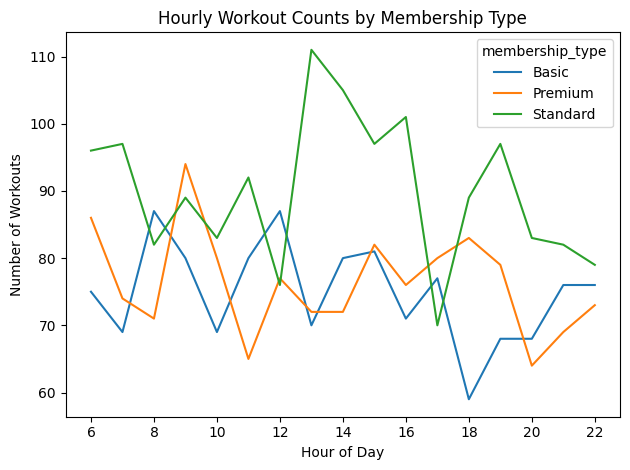 Hourly Workout Counts by Membership Type
membership_type
Basic
Premium
Standard
Number of Workouts
110
100
90
80
70
60
6 8 10 12 14 16 18 20 22
Hour of Day